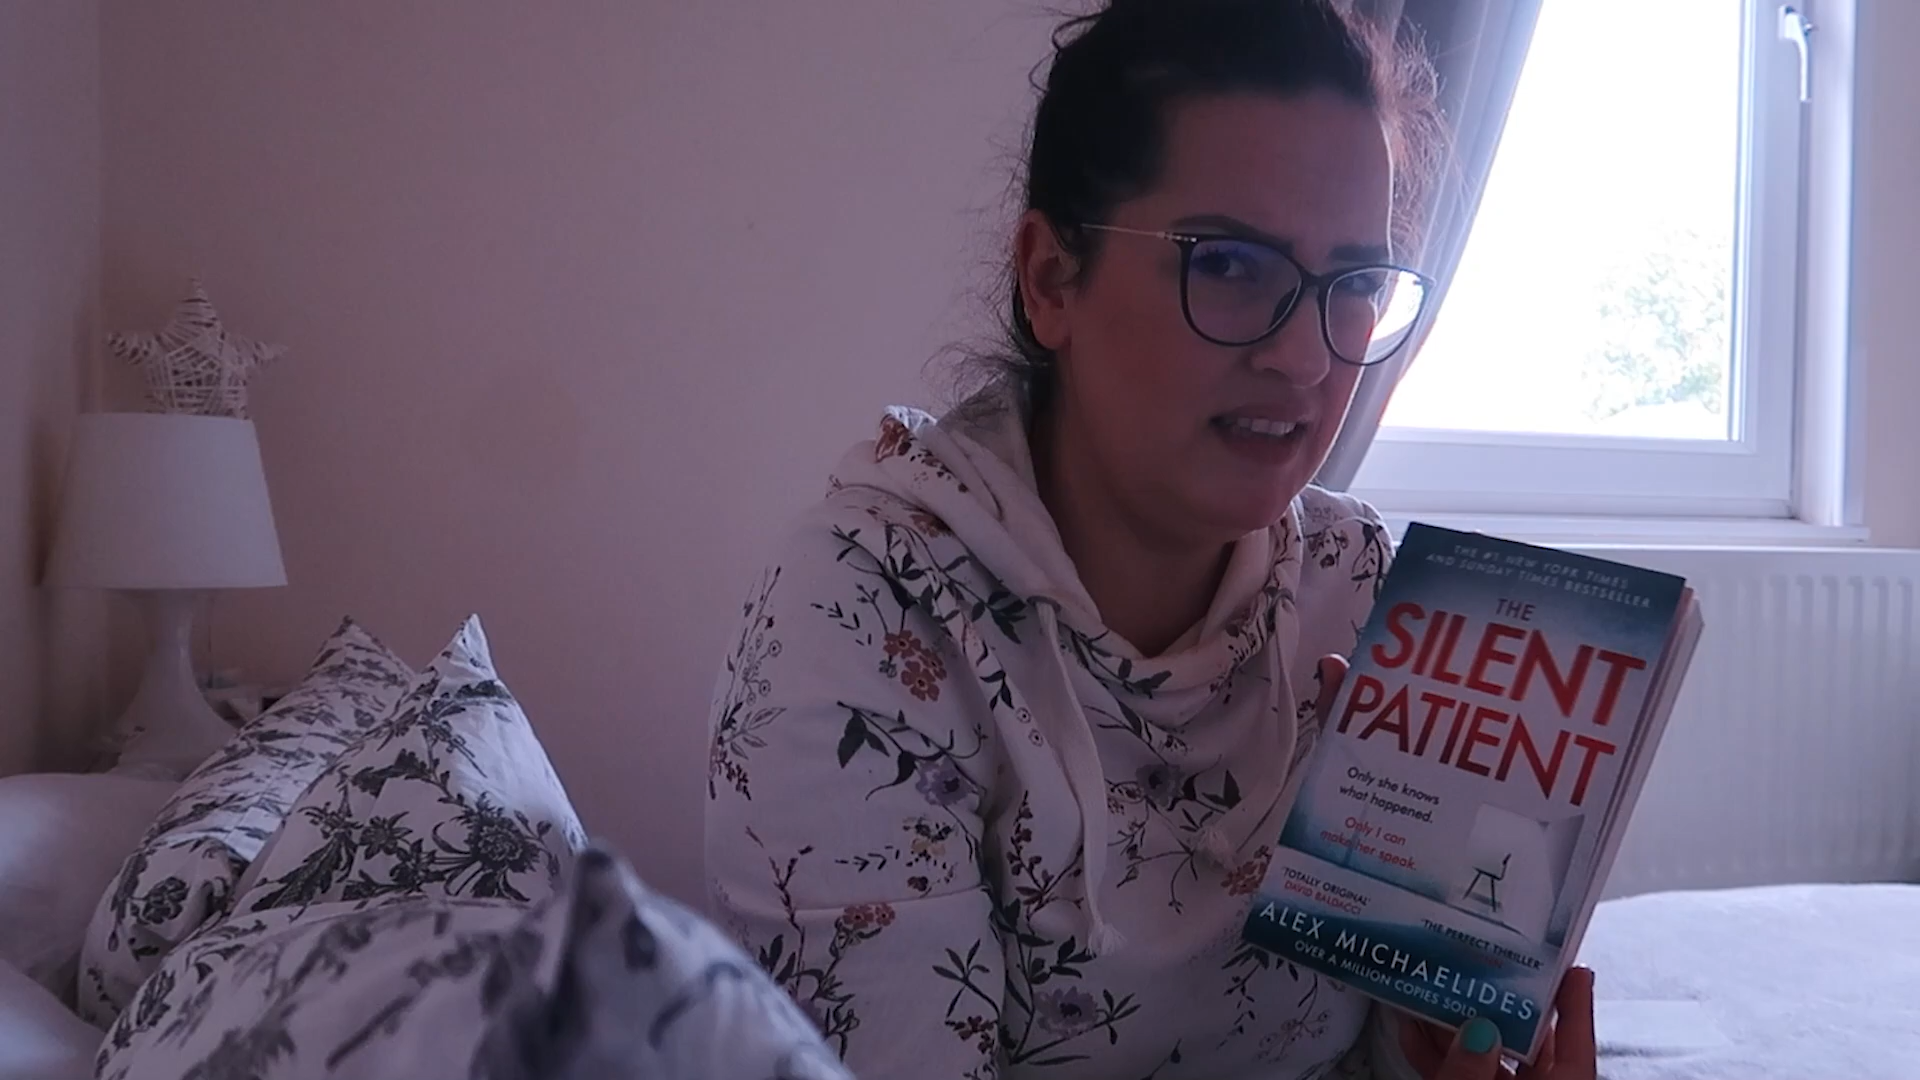 THE #1 NEW YORK TIMES
AND SUNDAY TIMES BESTSELLER
THE
SILENT
PATIENT
Only she knows
what happened.
Only I can
make her speak.
'TOTALLY ORIGINAL'
DAVID BALDACCI
'THE PERFECT THRILLER'
ALEX MICHAELIDES
OVER A MILLION COPIES SOLD